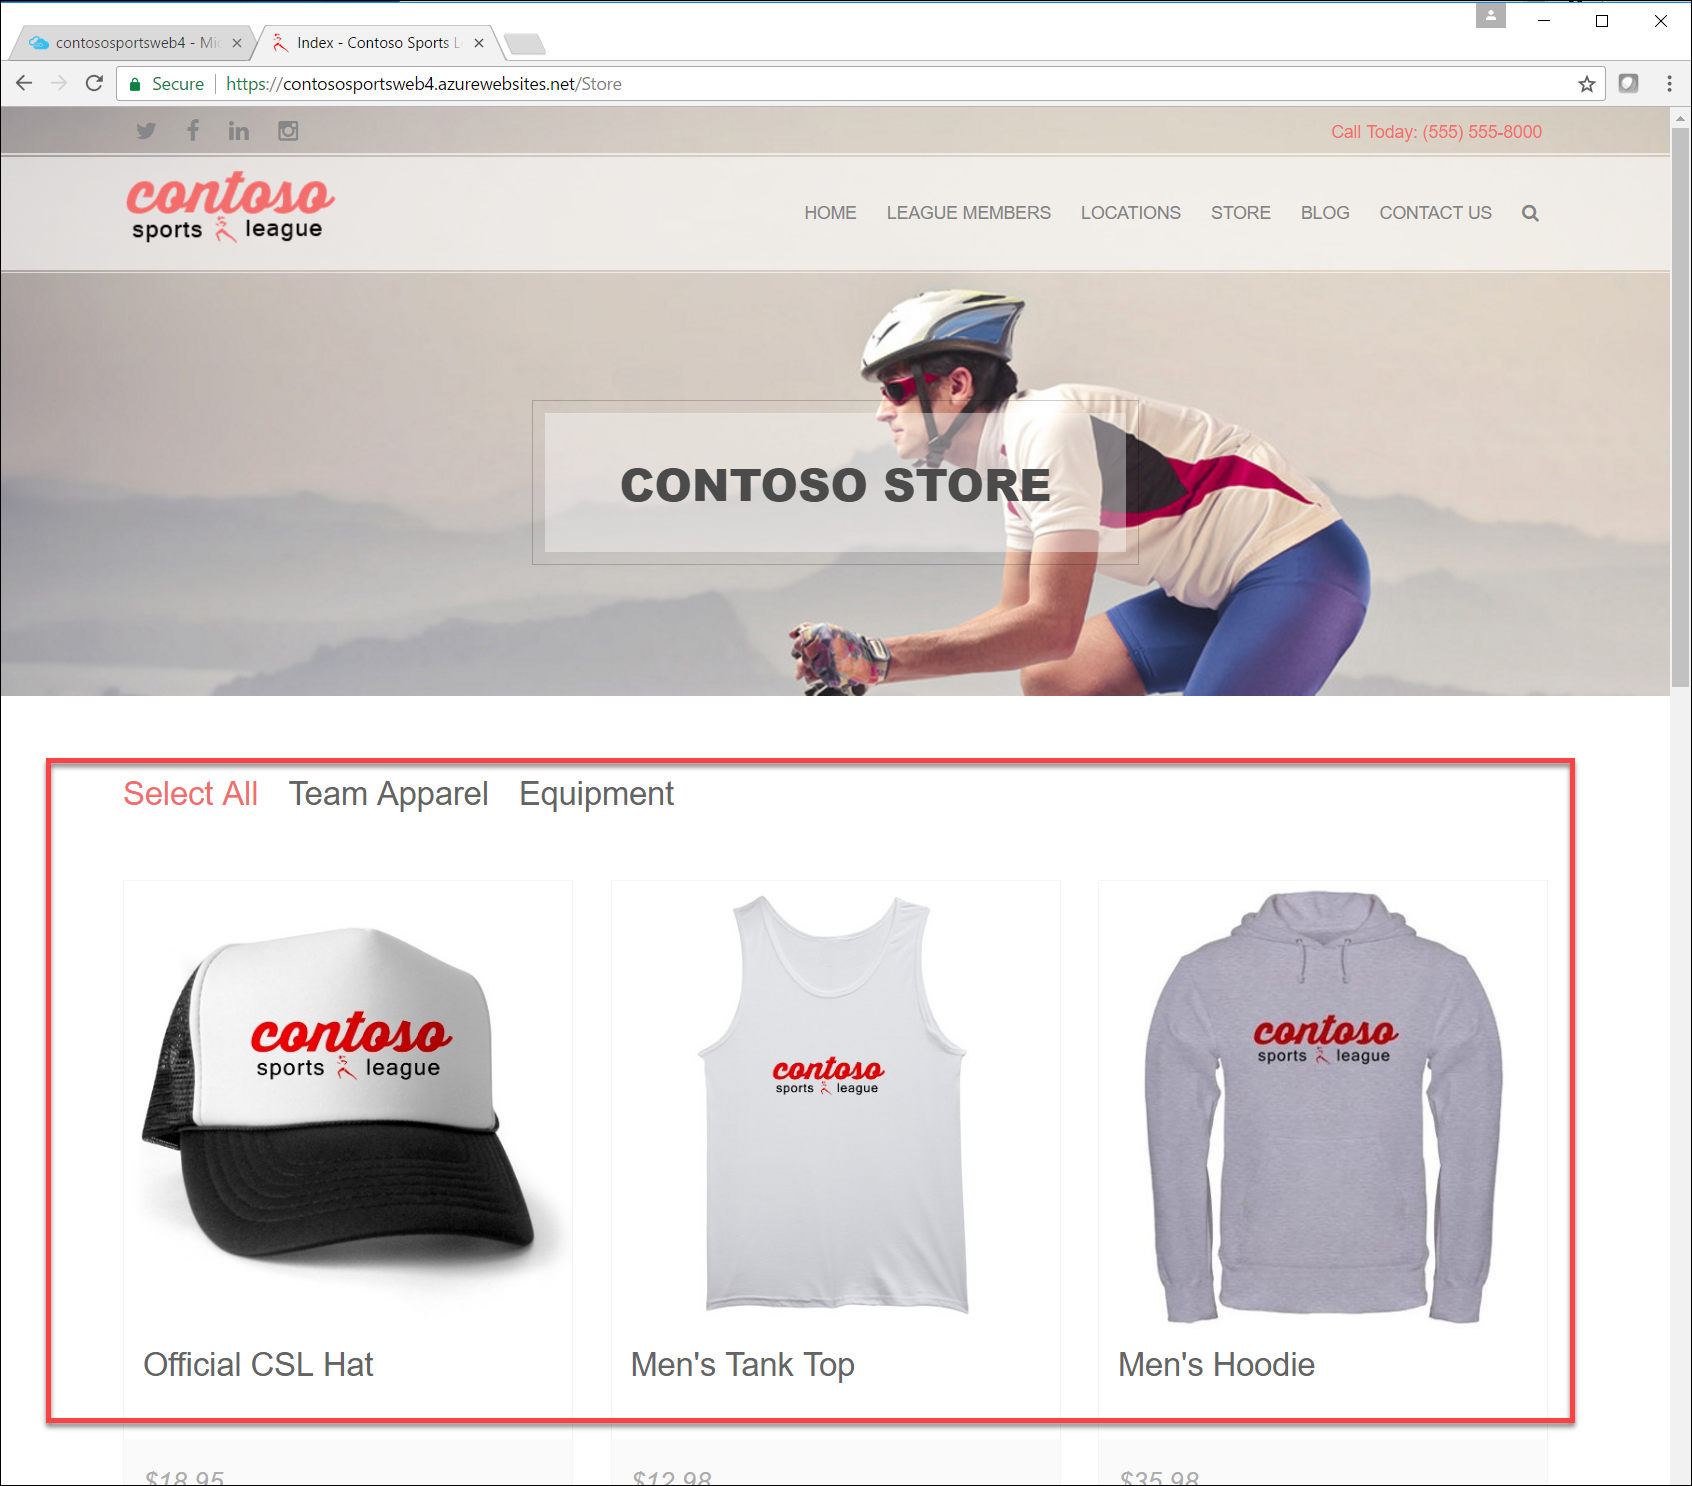 contososportsweb4 - Mic
Index - Contoso Sports L
Secure
https://contososportsweb4.azurewebsites.net/Store
Call Today: (555) 555-8000
contoso
sports league
HOME LEAGUE MEMBERS LOCATIONS STORE BLOG CONTACT US
CONTOSO STORE
Select All Team Apparel Equipment
contoso
sports league
contoso
sports league
contoso
sports league
Official CSL Hat
Men's Tank Top
Men's Hoodie
$18.95
$12.98
$35.98